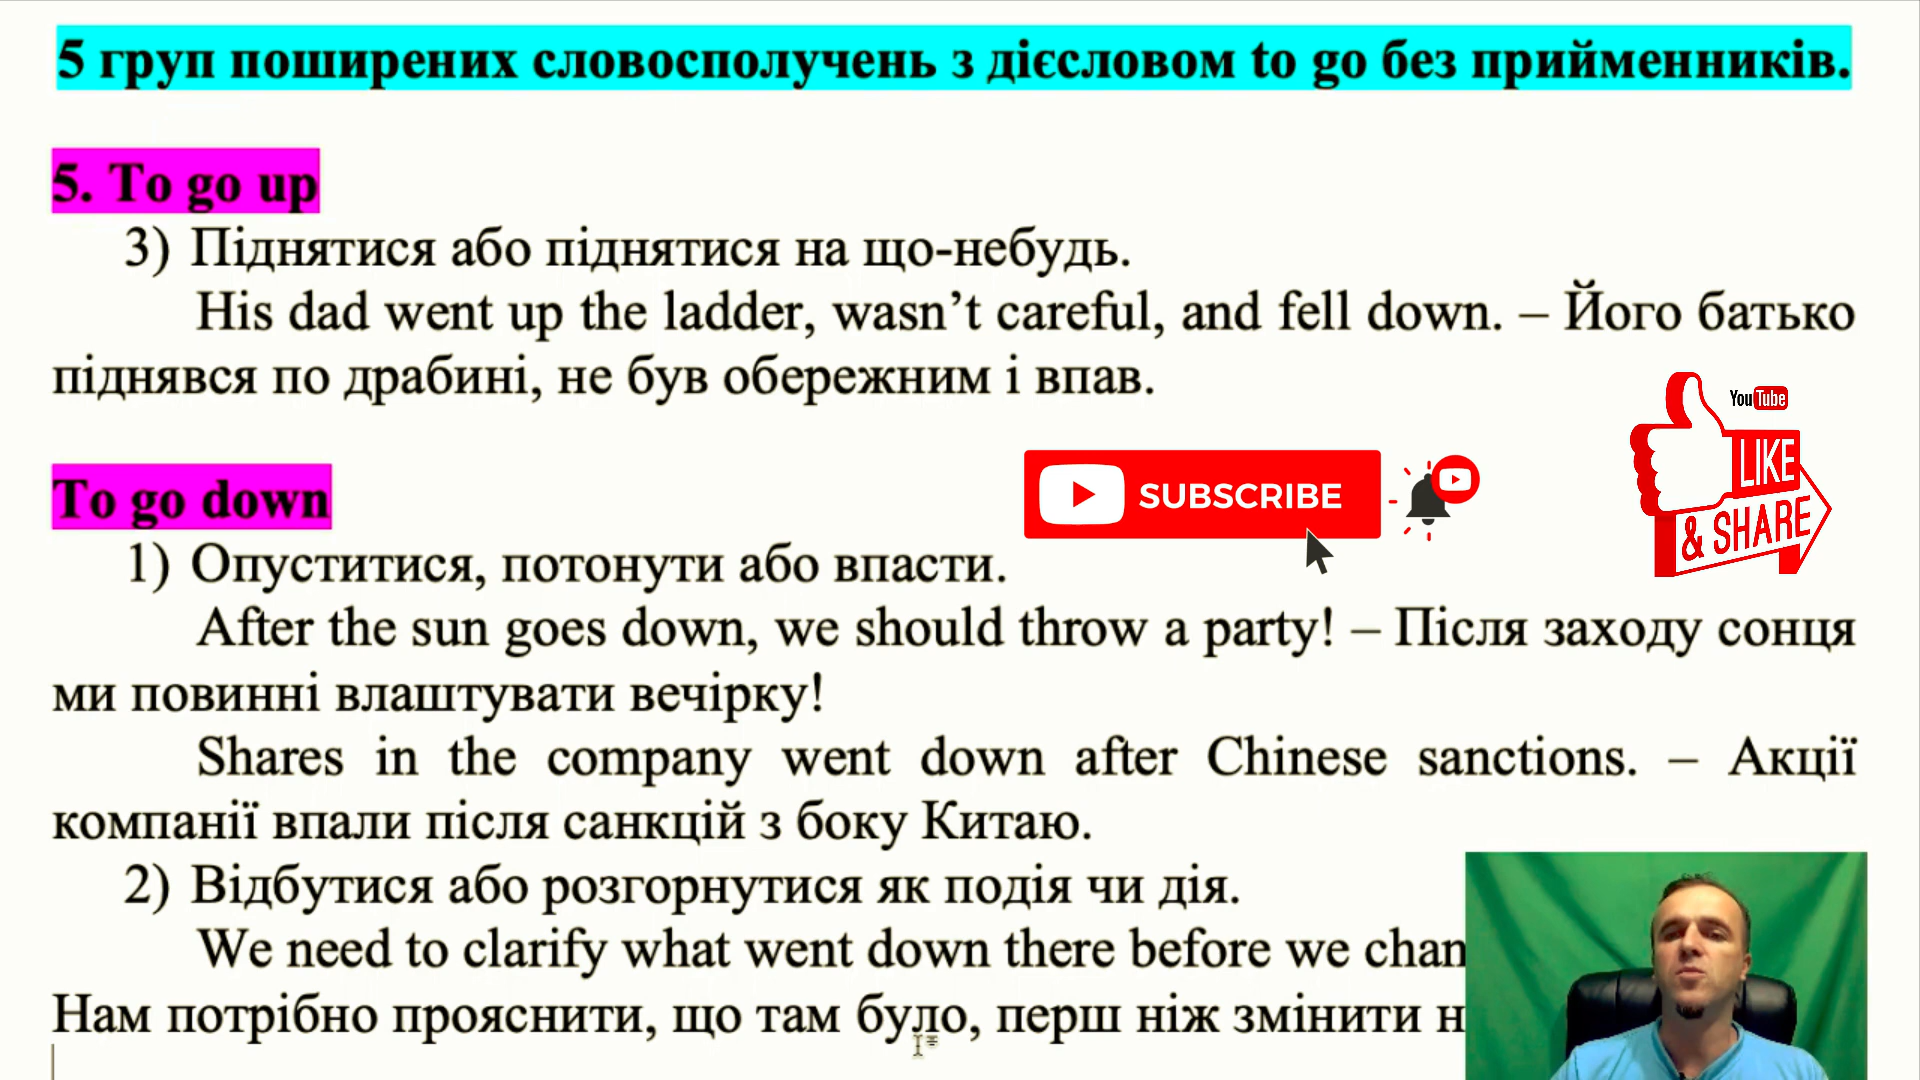 5 груп поширених словосполучень з дієсловом to go без прийменників.
5. To go up
3) Піднятися або піднятися на що-небудь.
His dad went up the ladder, wasn’t careful, and fell down. – Його батько
піднявся по драбині, не був обережним і впав.
YouTube
LIKE
& SHARE
SUBSCRIBE
To go down
1) Опуститися, потонути або впасти.
After the sun goes down, we should throw a party! – Після заходу сонця
ми повинні влаштувати вечірку!
Shares in the company went down after Chinese sanctions. – Акції
компанії впали після санкцій з боку Китаю.
2) Відбутися або розгорнутися як подія чи дія.
We need to clarify what went down there before we
Нам потрібно прояснити, що там було, перш ніж змінити